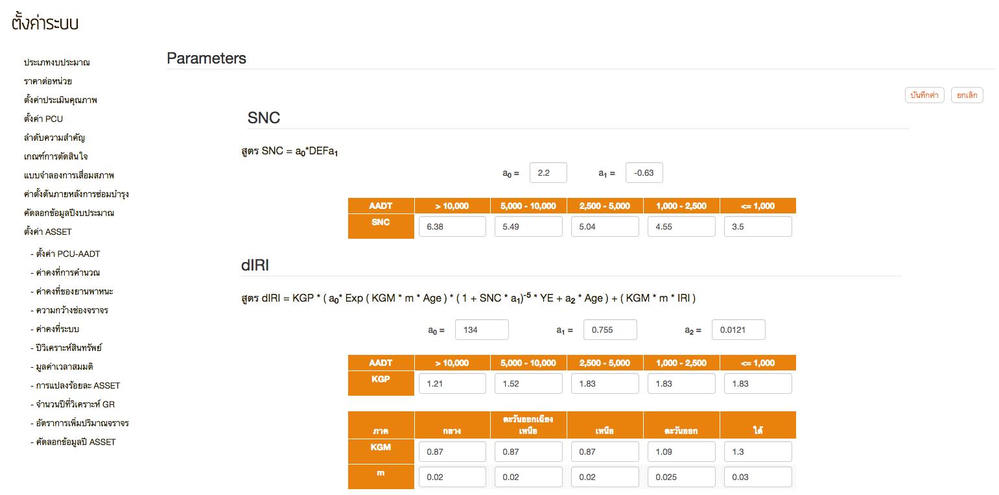 ตั้งค่าระบบ
ประเภทงบประมาณ
ราคาต่อหน่วย
ตั้งค่าประเมินคุณภาพ
ตั้งค่า PCU
ลำดับความสำคัญ
เกณฑ์การตัดสินใจ
แบบจำลองการเสื่อมสภาพ
ค่าตั้งต้นภายหลังการซ่อมบำรุง
คัดลอกข้อมูลปีงบประมาณ
ตั้งค่า ASSET
- ตั้งค่า PCU-AADT
- ค่าคงที่การคำนวณ
- ค่าคงที่ของยานพาหนะ
- ความกว้างช่องจราจร
- ค่าคงที่ระบบ
- ปีวิเคราะห์สินทรัพย์
- มูลค่าเวลาสมมติ
- การแปลงร้อยละ ASSET
- จำนวนปีที่วิเคราะห์ GR
- อัตราการเพิ่มปริมาณจราจร
- คัดลอกข้อมูลปี ASSET
Parameters
บันทึกค่า ยกเลิก
SNC
สูตร SNC = a0*DEFa1
a0 = 2.2 a1 = -0.63
AADT > 10,000 5,000 - 10,000 2,500 - 5,000 1,000 - 2,500 <= 1,000
SNC 6.38 5.49 5.04 4.55 3.5
dIRI
สูตร dIRI = KGP * ( a0* Exp ( KGM * m * Age ) * ( 1 + SNC * a1)-5 * YE + a2 * Age ) + ( KGM * m * IRI )
a0 = 134 a1 = 0.755 a2 = 0.0121
AADT > 10,000 5,000 - 10,000 2,500 - 5,000 1,000 - 2,500 <= 1,000
KGP 1.21 1.52 1.83 1.83 1.83
ภาค กลาง ตะวันออกเฉียงเหนือ เหนือ ตะวันออก ใต้
KGM 0.87 0.87 0.87 1.09 1.3
m 0.02 0.02 0.02 0.025 0.03